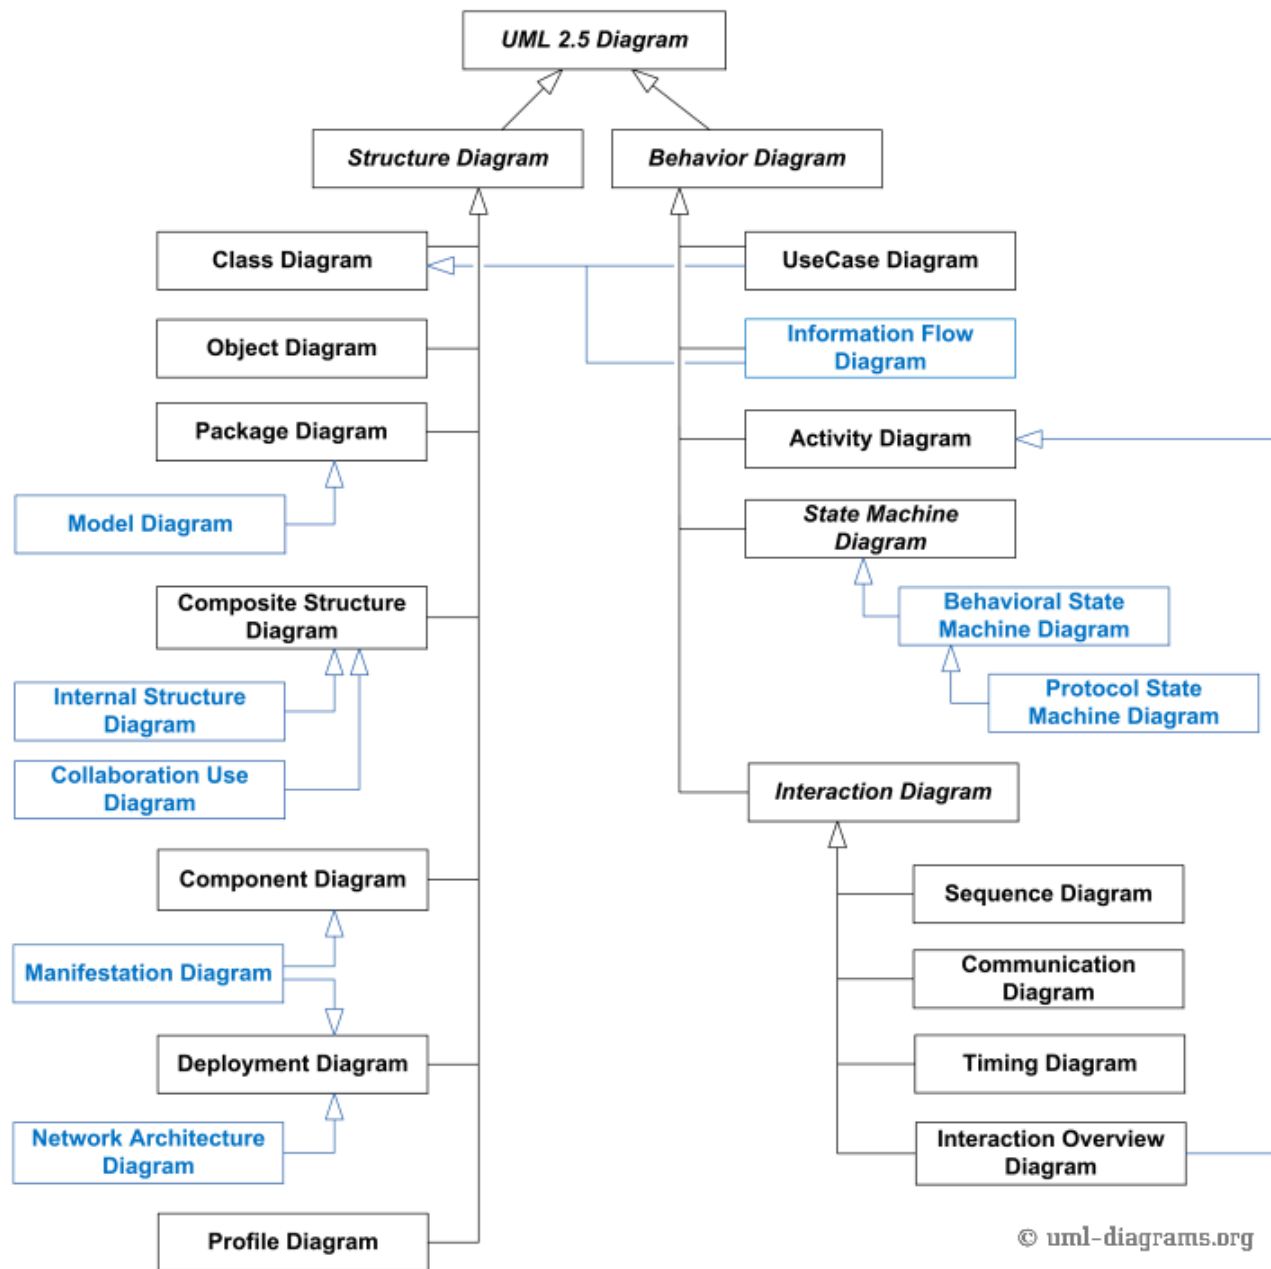 UML 2.5 Diagram
Structure Diagram
Behavior Diagram
Class Diagram
UseCase Diagram
Object Diagram
Information Flow
Diagram
Package Diagram
Activity Diagram
Model Diagram
State Machine
Diagram
Composite Structure
Diagram
Behavioral State
Machine Diagram
Internal Structure
Diagram
Protocol State
Machine Diagram
Collaboration Use
Diagram
Interaction Diagram
Component Diagram
Sequence Diagram
Manifestation Diagram
Communication
Diagram
Deployment Diagram
Timing Diagram
Network Architecture
Diagram
Interaction Overview
Diagram
Profile Diagram
© uml-diagrams.org